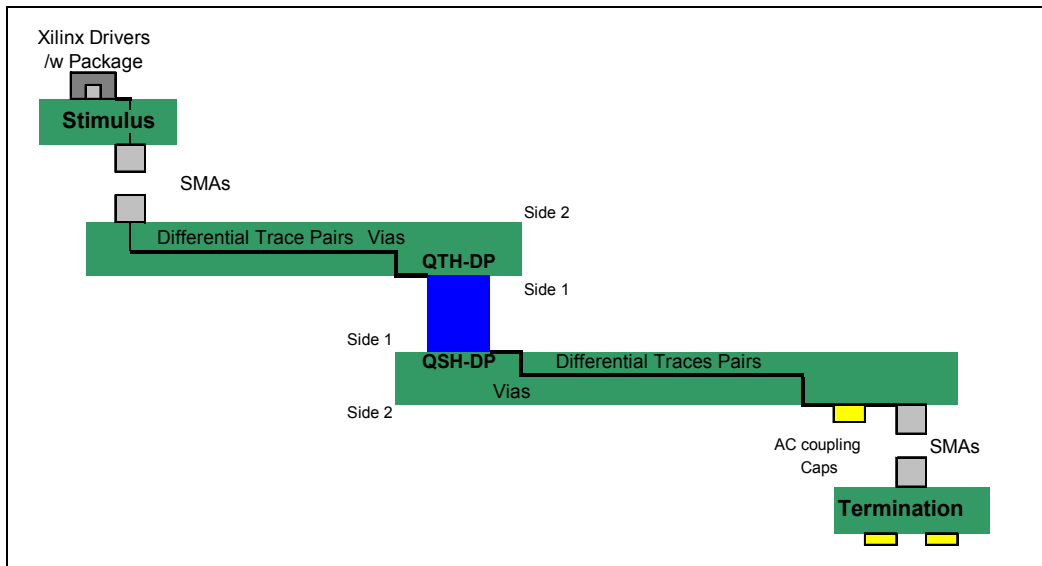 Xilinx Drivers
/w Package
Stimulus
SMAs
Side 2
Differential Trace Pairs Vias
QTH-DP
Side 1
Side 1
QSH-DP
Differential Traces Pairs
Vias
Side 2
AC coupling
Caps
SMAs
Termination